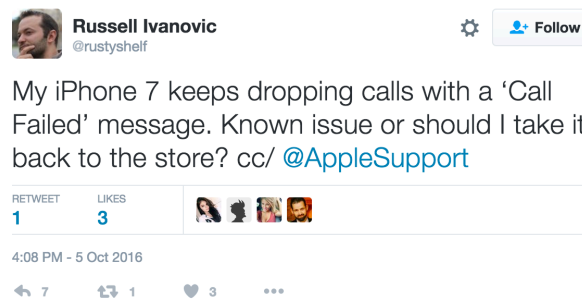 Russell Ivanovic
@rustyshelf
Follow
My iPhone 7 keeps dropping calls with a ‘Call
Failed’ message. Known issue or should I take it
back to the store? cc/ @AppleSupport
RETWEET LIKES
1 3
4:08 PM - 5 Oct 2016
7 1 3